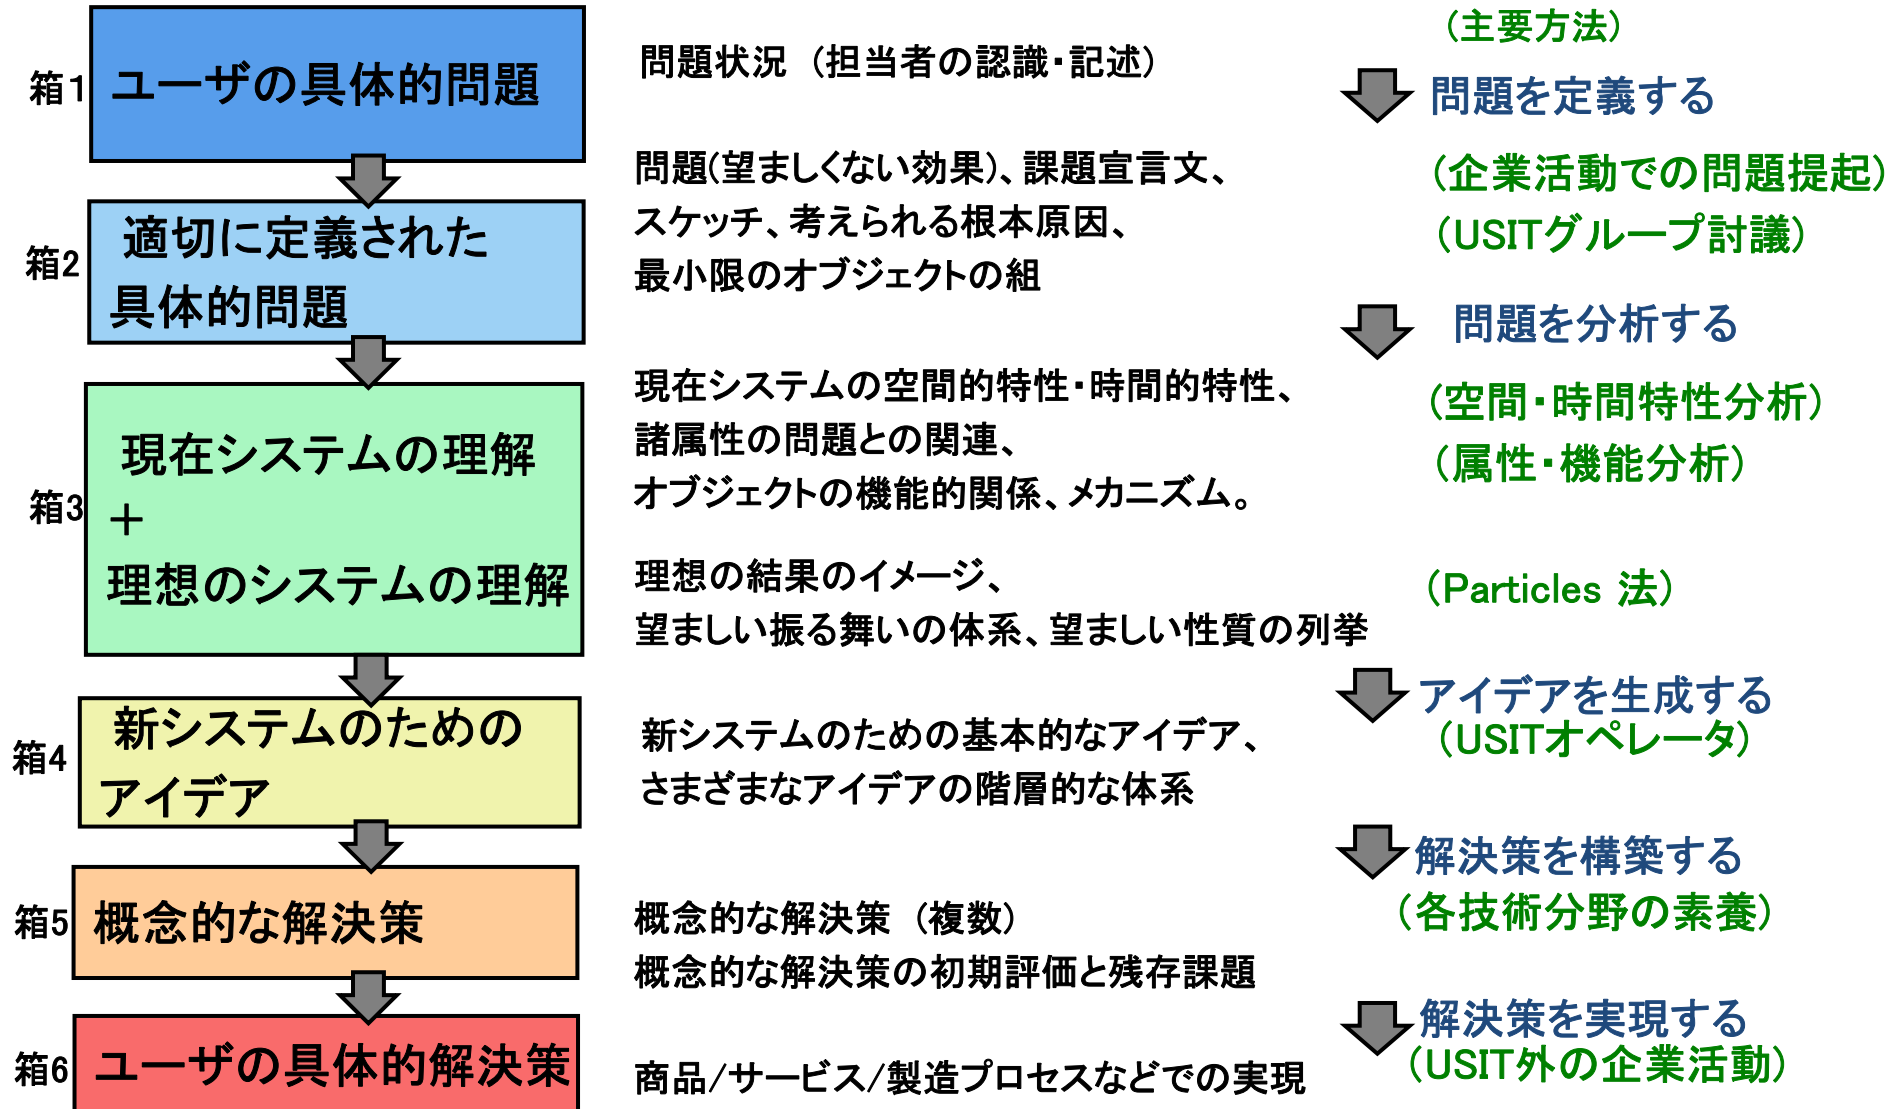 箱1
ユーザの具体的問題
問題状況 （担当者の認識・記述）
（主要方法）
問題を定義する
箱2
適切に定義された
具体的問題
問題(望ましくない効果)、課題宣言文、
スケッチ、考えられる根本原因、
最小限のオブジェクトの組
（企業活動での問題提起）
（USITグループ討議）
問題を分析する
箱3
現在システムの理解
＋
理想のシステムの理解
現在システムの空間的特性・時間的特性、
諸属性の問題との関連、
オブジェクトの機能的関係、メカニズム。
理想の結果のイメージ、
望ましい振る舞いの体系、望ましい性質の列挙
（空間・時間特性分析）
（属性・機能分析）
（Particles 法）
アイデアを生成する
（USITオペレータ）
箱4
新システムのための
アイデア
新システムのための基本的なアイデア、
さまざまなアイデアの階層的な体系
解決策を構築する
（各技術分野の素養）
箱5
概念的な解決策
概念的な解決策 （複数）
概念的な解決策の初期評価と残存課題
解決策を実現する
（USIT外の企業活動）
箱6
ユーザの具体的解決策
商品/サービス/製造プロセスなどでの実現